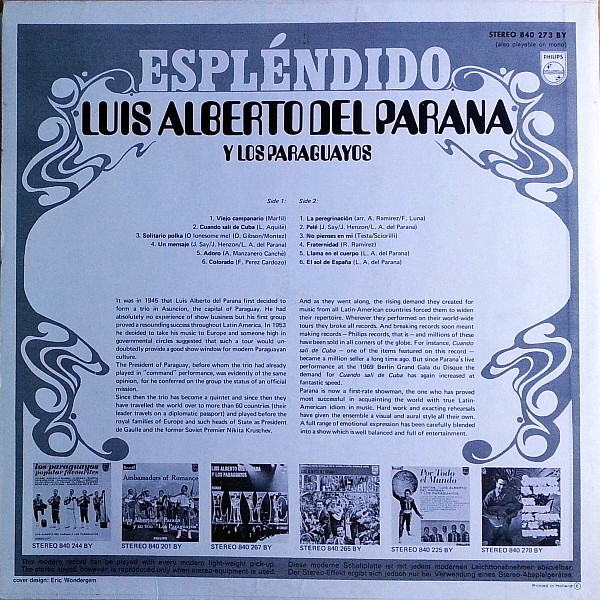 STEREO 840 273 BY
(also playable on mono)
PHILIPS
ESPLÉNDIDO
LUIS ALBERTO DEL PARANA
Y LOS PARAGUAYOS
Side 1:
1. Viejo campanario (Marfil)
2. Cuando salí de Cuba (L. Aquilé)
3. Solitario polka (O lonesome me) (D. Gibson/Montez)
4. Un mensaje (J. Say/J. Henzon/L. A. del Parana)
5. Adoro (A. Manzanero Canché)
6. Colorado (F. Perez Cardozo)
Side 2:
1. La peregrinación (arr. A. Ramirez/F. Luna)
2. Pelé (J. Say/J. Henzon/L. A. del Parana)
3. No pienses en mí (Testa/Sciorilli)
4. Fraternidad (R. Ramirez)
5. Llama en el cuerpo (L. A. del Parana)
6. El sol de España (L. A. del Parana)
It was in 1945 that Luis Alberto del Parana first decided to
form a trio in Asuncion, the capital of Paraguay. He had
absolutely no experience of show business but his first group
proved a resounding success throughout Latin America. In 1953
he decided to take his music to Europe and someone high in
governmental circles suggested that such a tour would un-
doubtedly provide a good show window for modern Paraguayan
culture.
The President of Paraguay, before whom the trio had already
played in "command" performance, was evidently of the same
opinion, for he conferred on the group the status of an official
mission.
Since then the trio has become a quintet and since then they
have travelled the world over to more than 60 countries (their
leader travels on a diplomatic passport) and played before the
royal families of Europe and such heads of State as President
de Gaulle and the former Soviet Premier Nikita Kruschev.
And as they went along, the rising demand they created for
music from all Latin-American countries forced them to widen
their repertoire. Wherever they performed on their world-wide
tours they broke all records. And breaking records soon meant
making records — Philips records, that is — and millions of these
have been sold in all corners of the globe. For instance, Cuando
salí de Cuba — one of the items featured on this record —
became a million seller a long time ago. But since Parana's live
performance at the 1969 Berlin Grand Gala du Disque the
demand for Cuando salí de Cuba has again increased at
fantastic speed.
Parana is now a first-rate showman, the one who has proved
most successful in acquainting the world with true Latin-
American idiom in music. Hard work and exacting rehearsals
have given the ensemble a visual and aural style all their own.
A full range of emotional expression has been carefully blended
into a show which is well balanced and full of entertainment.
los paraguayos
popular favourites
Ambassadors of Romance
Luis Alberto del Parana
y su trio "Los Paraguayos"
LUIS ALBERTO DEL PARANA
Y LOS PARAGUAYOS
Por Todo
el Mundo
STEREO 840 244 BY
STEREO 840 201 BY
STEREO 840 267 BY
STEREO 840 265 BY
STEREO 840 225 BY
STEREO 840 270 BY
This modern record can be played with every modern light-weight pick-up.
The stereo sound, however, is reproduced only when stereo-equipment is used.
Diese moderne Schallplatte ist mit jedem modernen Leichttonabnehmer abspielbar.
Der Stereo-Effekt ergibt sich jedoch nur bei Verwendung eines Stereo-Abspielgerätes.
cover design: Eric Wondergem
Printed in Holland